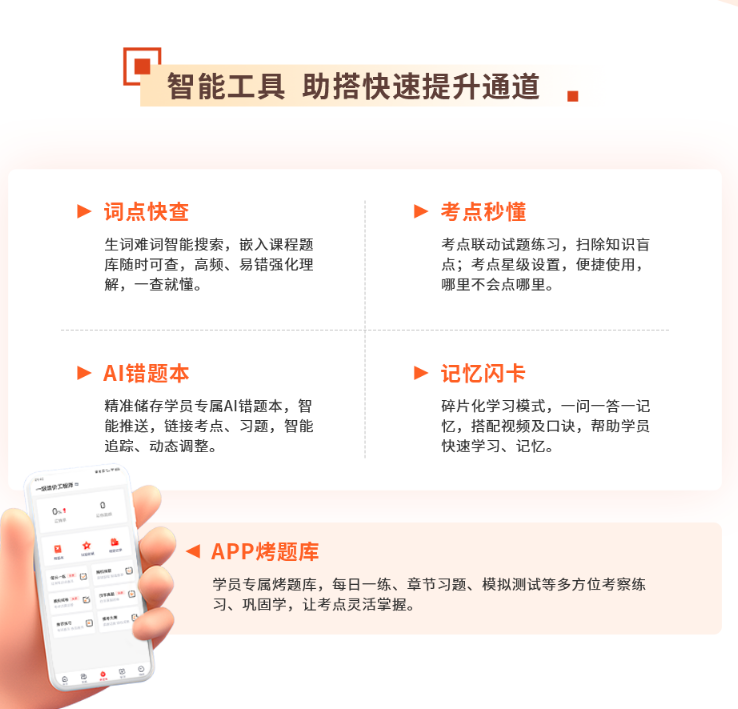 智能工具 助搭快速提升通道
词点快查
生词难词智能搜索，嵌入课程题
库随时可查，高频、易错强化理
解，一查就懂。
考点秒懂
考点联动试题练习，扫除知识盲
点；考点星级设置，便捷使用，
哪里不会点哪里。
AI错题本
精准储存学员专属AI错题本，智
能推送，链接考点、习题，智能
追踪、动态调整。
记忆闪卡
碎片化学习模式，一问一答一记
忆，搭配视频及口诀，帮助学员
快速学习、记忆。
APP烤题库
学员专属烤题库，每日一练、章节习题、模拟测试等多方位考察练
习、巩固学，让考点灵活掌握。
一级造价工程师
0
0